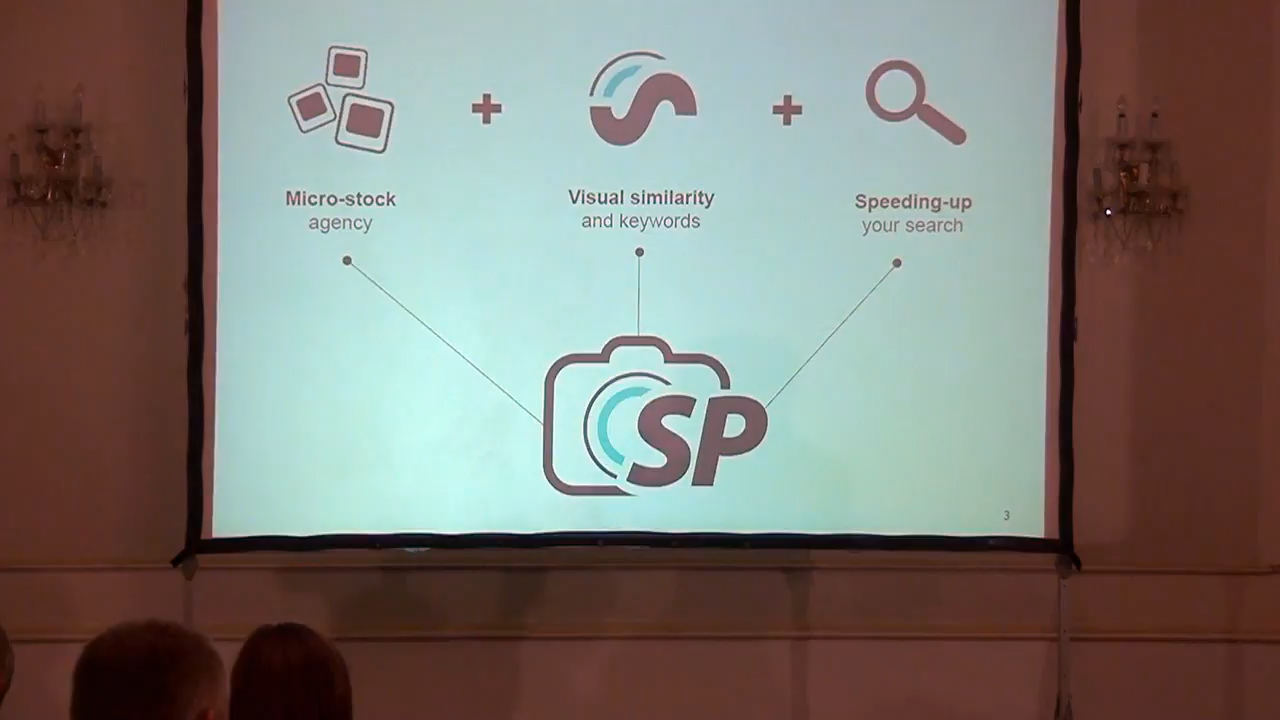 Micro-stock
agency
Visual similarity
and keywords
Speeding-up
your search
SP
3